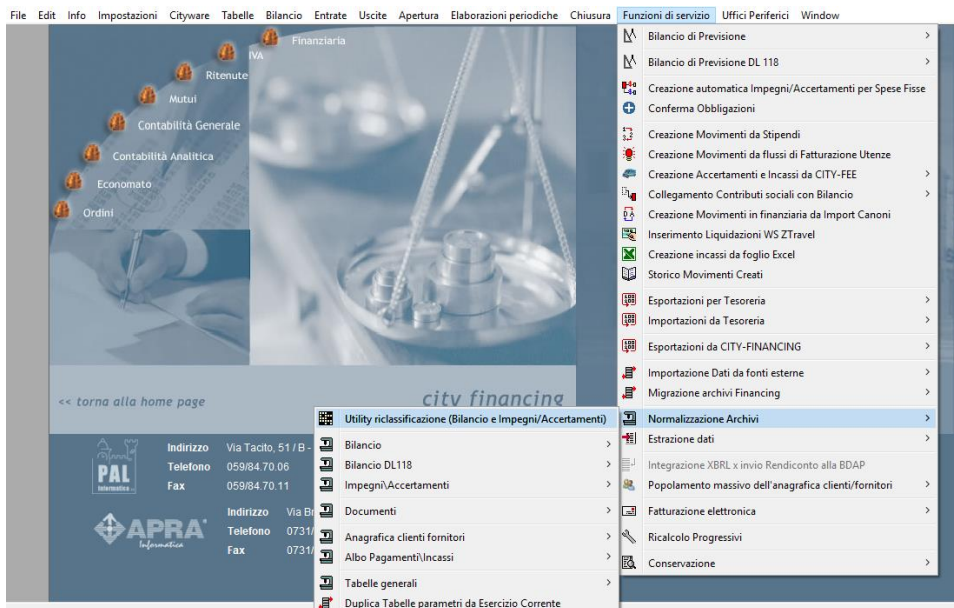 File Edit Info Impostazioni Cityware Tabelle Bilancio Entrate Uscite Apertura Elaborazioni periodiche Chiusura Funzioni di servizio Uffici Periferici Window
Finanziaria
IVA
Ritenute
Mutui
Contabilità Generale
Contabilità Analitica
Economato
Ordini
<< torna alla home page
city financing
PAL
Informatica
Indirizzo Via Tacito, 51 / B -
Telefono 059/84.70.06
Fax 059/84.70.11
APRA
Informatica
Indirizzo Via Br
Telefono 0731/
Fax 0731/
Bilancio di Previsione
Bilancio di Previsione DL 118
Creazione automatica Impegni/Accertamenti per Spese Fisse
Conferma Obbligazioni
Creazione Movimenti da Stipendi
Creazione Movimenti da flussi di Fatturazione Utenze
Creazione Accertamenti e Incassi da CITY-FEE
Collegamento Contributi sociali con Bilancio
Creazione Movimenti in finanziaria da Import Canoni
Inserimento Liquidazioni WS ZTravel
Creazione incassi da foglio Excel
Storico Movimenti Creati
Esportazioni per Tesoreria
Importazioni da Tesoreria
Esportazioni da CITY-FINANCING
Importazione Dati da fonti esterne
Migrazione archivi Financing
Normalizzazione Archivi
Estrazione dati
Integrazione XBRL x invio Rendiconto alla BDAP
Popolamento massivo dell'anagrafica clienti/fornitori
Fatturazione elettronica
Ricalcolo Progressivi
Conservazione
Utility riclassificazione (Bilancio e Impegni/Accertamenti)
Bilancio
Bilancio DL118
Impegni\Accertamenti
Documenti
Anagrafica clienti fornitori
Albo Pagamenti\Incassi
Tabelle generali
Duplica Tabelle parametri da Esercizio Corrente